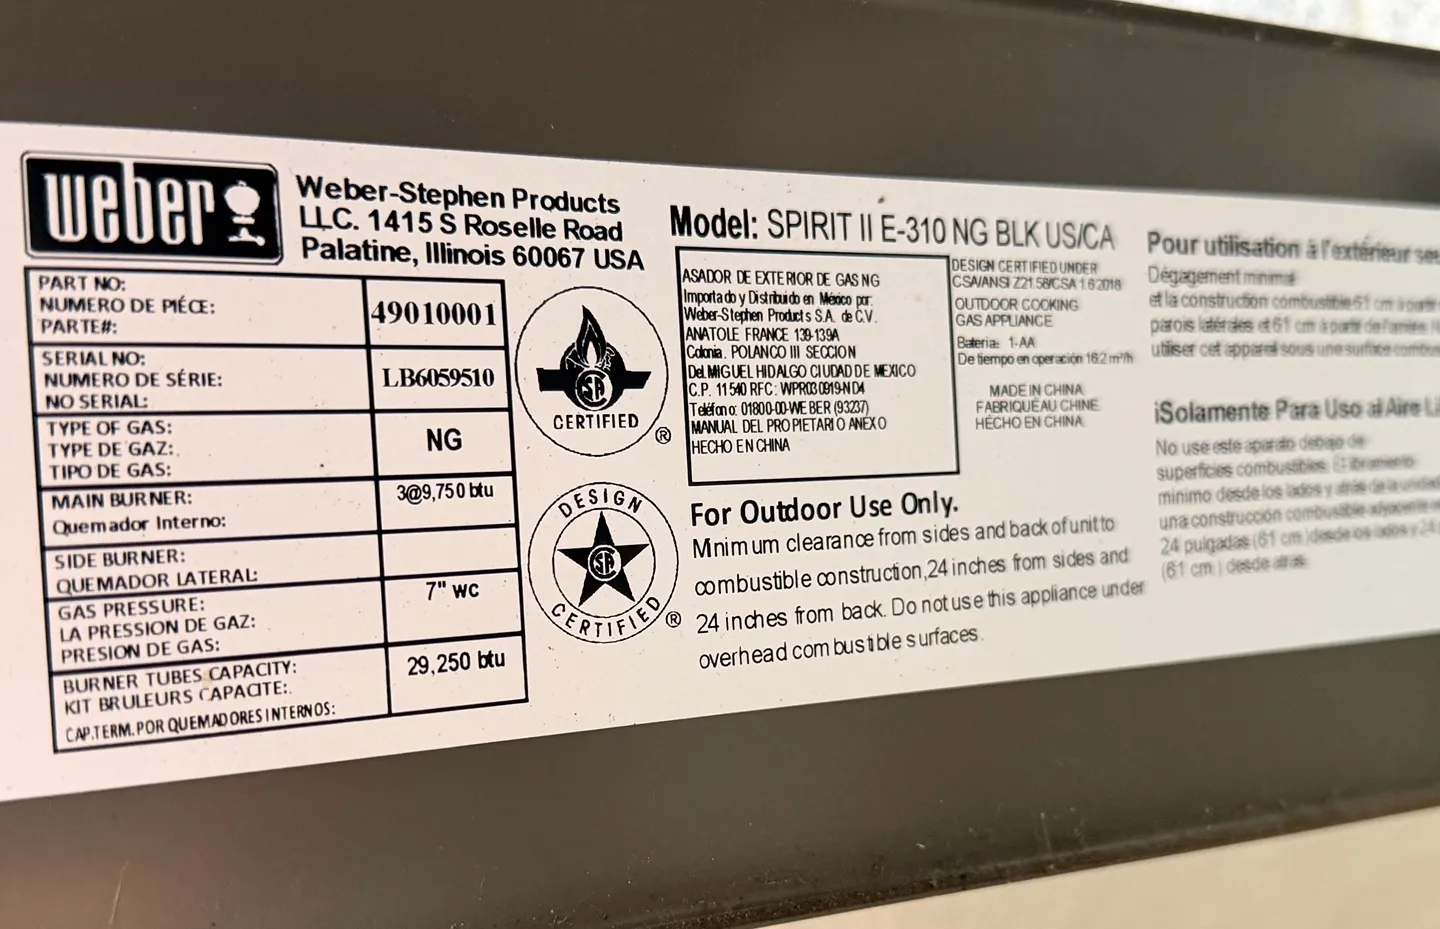 weber
Weber-Stephen Products
LLC. 1415 S Roselle Road
Palatine, Illinois 60067 USA
PART NO:
NUMERO DE PIÉCE:
PARTE#:
49010001
SERIAL NO:
NUMERO DE SÉRIE:
NO SERIAL:
LB6059510
TYPE OF GAS:
TYPE DE GAZ:
TIPO DE GAS:
NG
MAIN BURNER:
Quemador Interno:
3@9,750 btu
SIDE BURNER:
QUEMADOR LATERAL:
GAS PRESSURE:
LA PRESSION DE GAZ:
PRESION DE GAS:
7" WC
BURNER TUBES CAPACITY:
KIT BRULEURS CAPACITE:.
CAP.TERM. POR QUEMADORES INTERNOS:
29,250 btu
SA
CERTIFIED
®
DESIGN
SA
CERTIFIED
®
Model: SPIRIT II E-310 NG BLK US/CA
ASADOR DE EXTERIOR DE GAS NG
Importado y Distribuido en México por:
Weber-Stephen Products S.A. de C.V.
ANATOLE FRANCE 139-139A
Colonia. POLANCO III SECCION
Del. MIGUEL HIDALGO CIUDAD DE MEXICO
C.P. 11540 RFC: WPR030919-ND4
Teléfono: 01800-00-WEBER (93237)
MANUAL DEL PROPIETARIO ANEXO
HECHO EN CHINA
DESIGN CERTIFIED UNDER
CSA/ANSI Z21.58/CSA 1.6 2018
OUTDOOR COOKING
GAS APPLIANCE
Bateria: 1-AA
De tiempo en operación 16.2 m³/h
MADE IN CHINA
FABRIQUÉ AU CHINE
HÉCHO EN CHINA
For Outdoor Use Only.
Minimum clearance from sides and back of unit to
combustible construction, 24 inches from sides and
24 inches from back. Do not use this appliance under
overhead combustible surfaces.
Pour utilisation à l'extérieur
Dégagement minimal
et la construction combustible 61 cm à partir
parois latérales et 61 cm à partir de l'arrière.
utiliser cet appareil sous une surface
¡Solamente Para Uso al Aire
No use este aparato debajo de
superficies combustibles. El
mínimo desde los lados y atrás de la unidad
una construcción combustible adyacente
24 pulgadas (61 cm.) desde los lados y 24
(61 cm.) desde atrás.